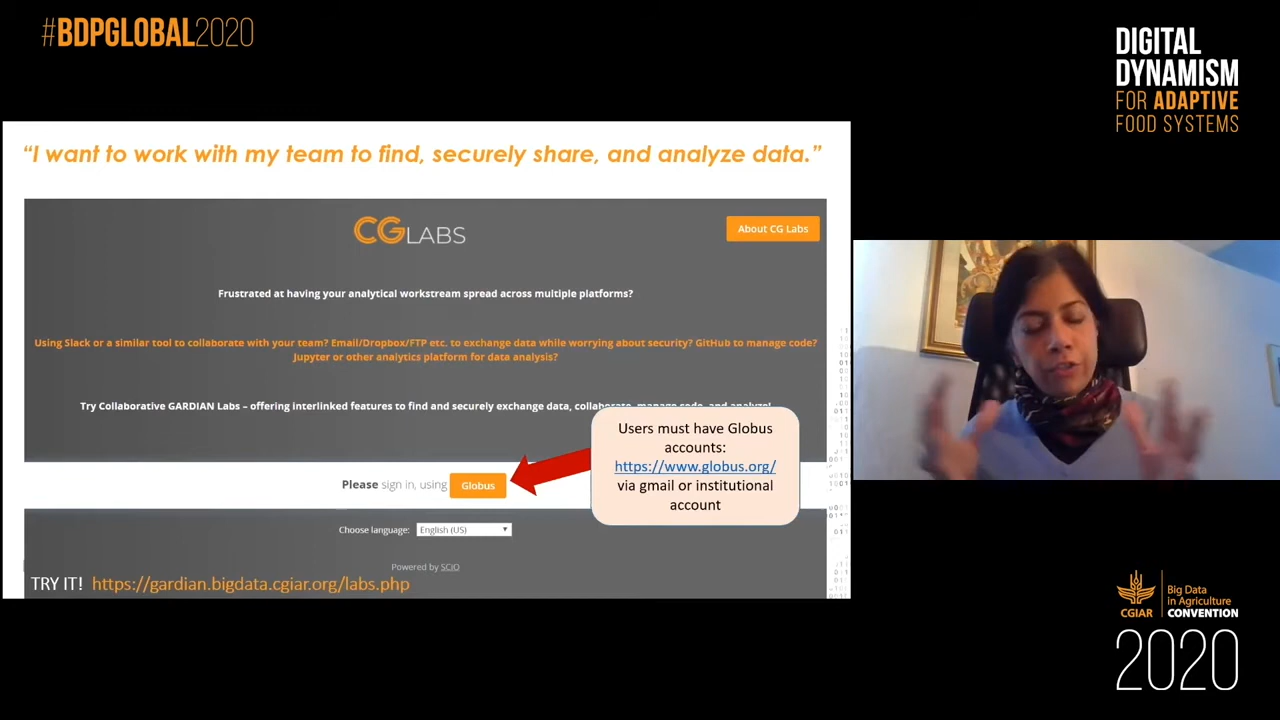 #BDPGLOBAL2020
DIGITAL
DYNAMISM
FOR ADAPTIVE
FOOD SYSTEMS
“I want to work with my team to find, securely share, and analyze data.”
CGLABS
About CG Labs
Frustrated at having your analytical workstream spread across multiple platforms?
Using Slack or a similar tool to collaborate with your team? Email/Dropbox/FTP etc. to exchange data while worrying about security? GitHub to manage code?
Jupyter or other analytics platform for data analysis?
Try Collaborative GARDIAN Labs – offering interlinked features to find and securely exchange data, collaborate, manage code, and analyze!
Users must have Globus
accounts:
https://www.globus.org/
via gmail or institutional
account
Please sign in, using Globus
Choose language: English (US)
Powered by SCiO
TRY IT! https://gardian.bigdata.cgiar.org/labs.php
CGIAR
Big Data
in Agriculture
CONVENTION
2020